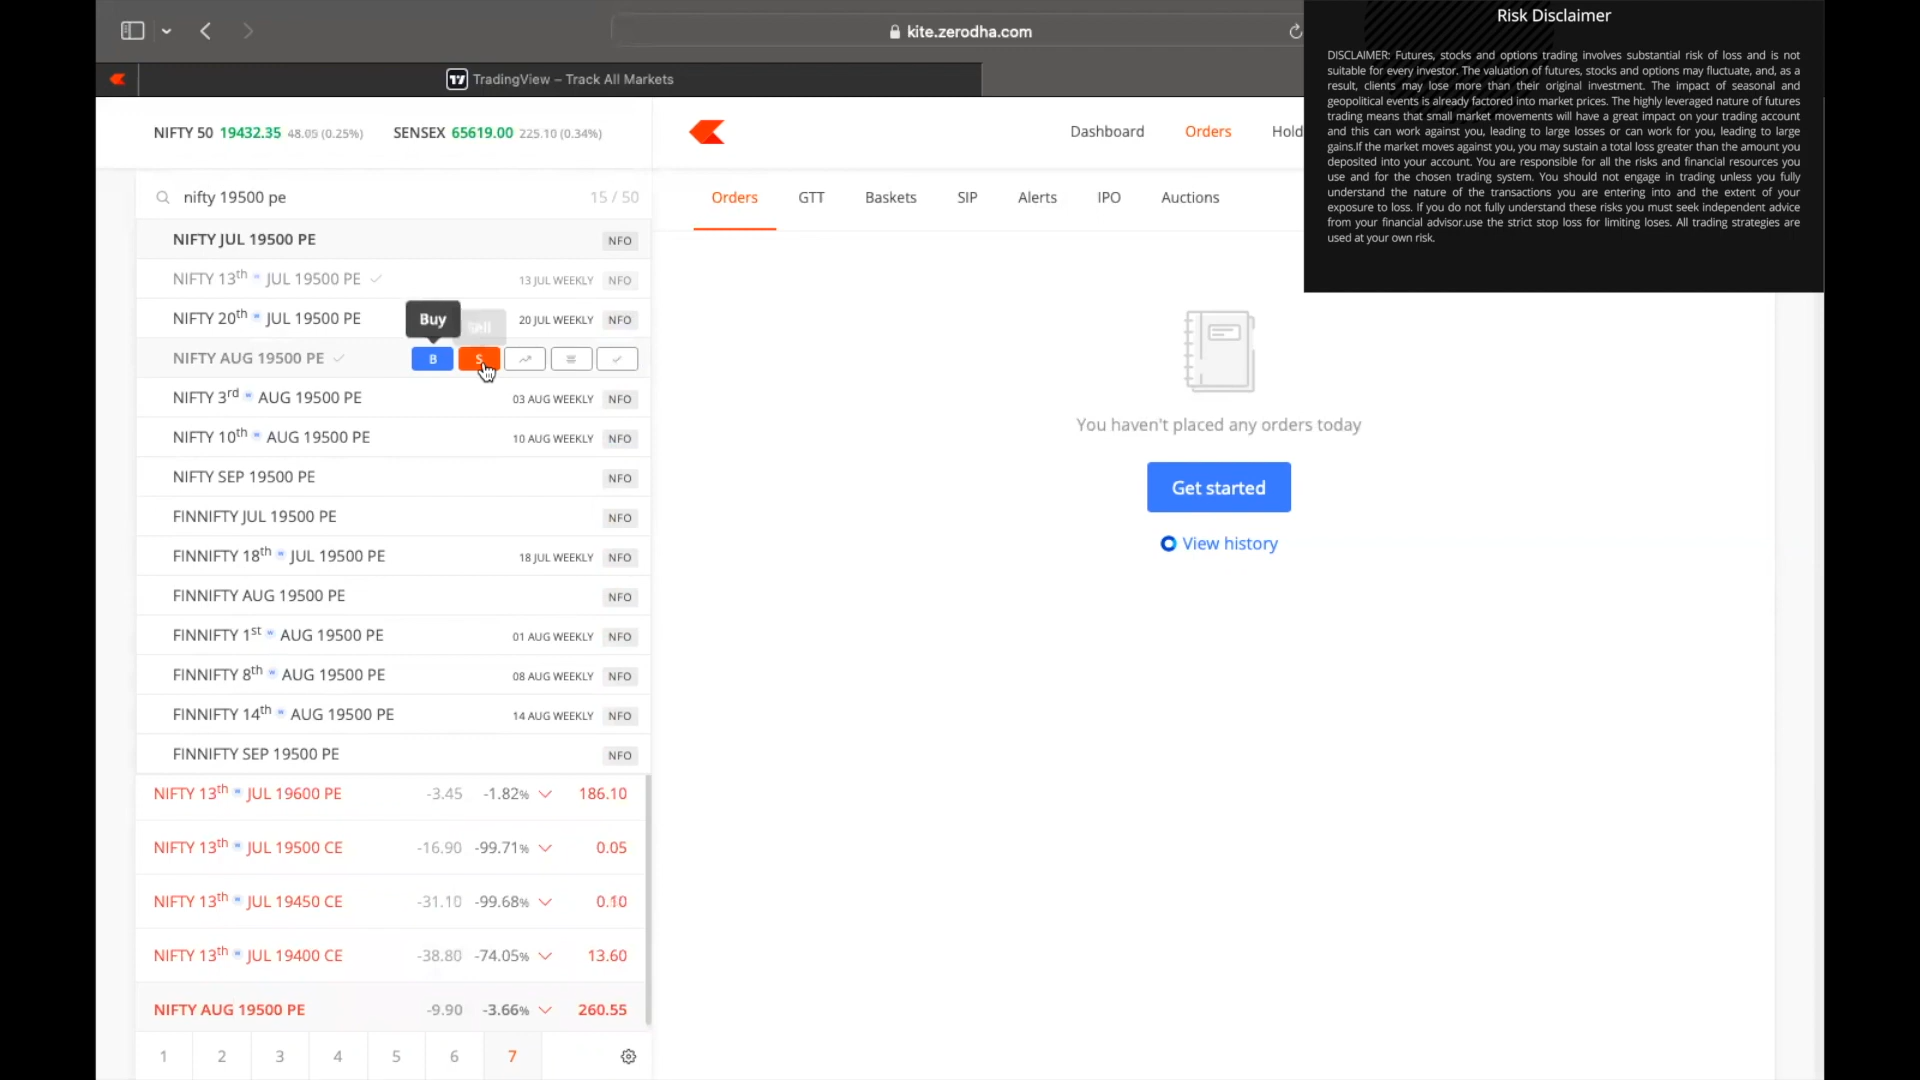 kite.zerodha.com
TradingView – Track All Markets
Risk Disclaimer
DISCLAIMER: Futures, stocks and options trading involves substantial risk of loss and is not
suitable for every investor. The valuation of futures, stocks and options may fluctuate, and, as a
result, clients may lose more than their original investment. The impact of seasonal and
geopolitical events is already factored into market prices. The highly leveraged nature of futures
trading means that small market movements will have a great impact on your trading account
and this can work against you, leading to large losses or can work for you, leading to large
gains.If the market moves against you, you may sustain a total loss greater than the amount you
deposited into your account. You are responsible for all the risks and financial resources you
use and for the chosen trading system. You should not engage in trading unless you fully
understand the nature of the transactions you are entering into and the extent of your
exposure to loss. If you do not fully understand these risks you must seek independent advice
from your financial advisor.use the strict stop loss for limiting loses. All trading strategies are
used at your own risk.
NIFTY 50 19432.35 48.05 (0.25%) SENSEX 65619.00 225.10 (0.34%)
Dashboard Orders Hold
nifty 19500 pe 15 / 50
Orders GTT Baskets SIP Alerts IPO Auctions
NIFTY JUL 19500 PE NFO
NIFTY 13th w JUL 19500 PE 13 JUL WEEKLY NFO
NIFTY 20th w JUL 19500 PE 20 JUL WEEKLY NFO
Buy Sell
NIFTY AUG 19500 PE B S
NIFTY 3rd w AUG 19500 PE 03 AUG WEEKLY NFO
NIFTY 10th w AUG 19500 PE 10 AUG WEEKLY NFO
NIFTY SEP 19500 PE NFO
FINNIFTY JUL 19500 PE NFO
FINNIFTY 18th w JUL 19500 PE 18 JUL WEEKLY NFO
FINNIFTY AUG 19500 PE NFO
FINNIFTY 1st w AUG 19500 PE 01 AUG WEEKLY NFO
FINNIFTY 8th w AUG 19500 PE 08 AUG WEEKLY NFO
FINNIFTY 14th w AUG 19500 PE 14 AUG WEEKLY NFO
FINNIFTY SEP 19500 PE NFO
NIFTY 13th w JUL 19600 PE -3.45 -1.82% 186.10
NIFTY 13th w JUL 19500 CE -16.90 -99.71% 0.05
NIFTY 13th w JUL 19450 CE -31.10 -99.68% 0.10
NIFTY 13th w JUL 19400 CE -38.80 -74.05% 13.60
NIFTY AUG 19500 PE -9.90 -3.66% 260.55
1 2 3 4 5 6 7
You haven't placed any orders today
Get started
View history